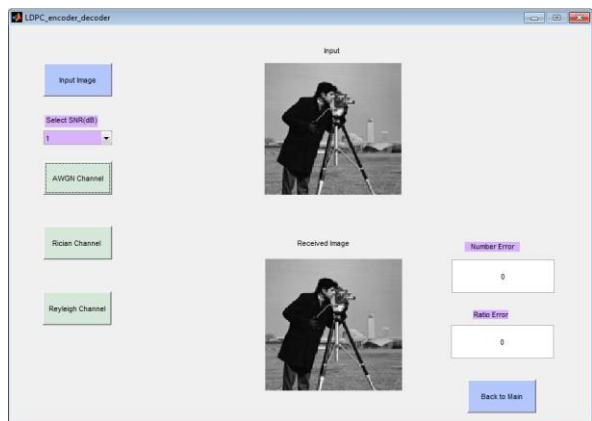 LDPC_encoder_decoder
Input
Input Image
Select SNR(dB)
1
AWGN Channel
Rician Channel
Reyleigh Channel
Received Image
Number Error
0
Ratio Error
0
Back to Main